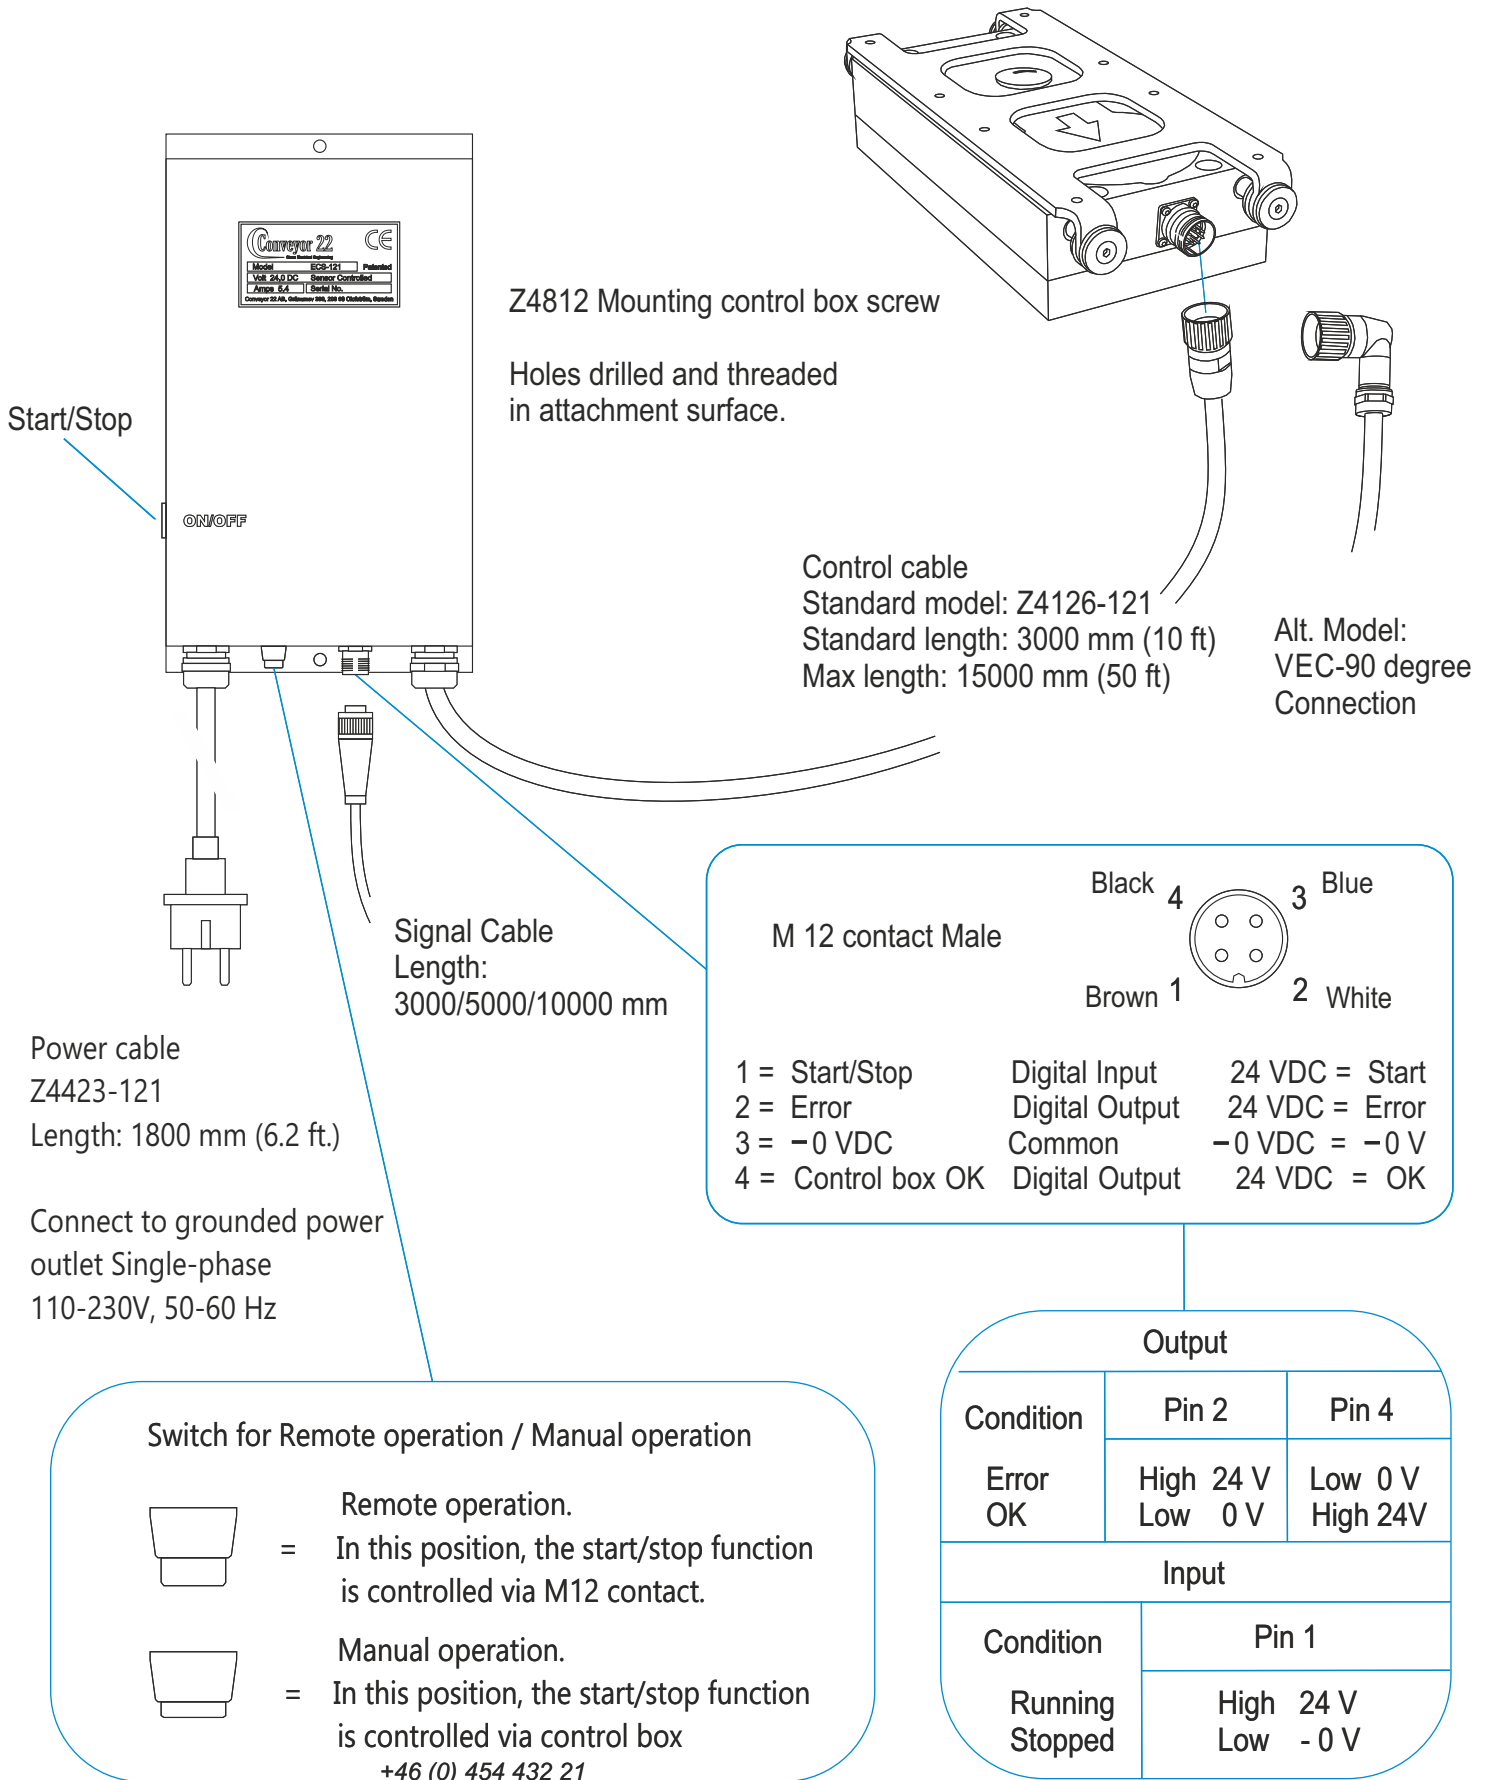 Conveyor 22 CE
Model ECS-121 Patented
Volt 24,0 DC Sensor Controlled
Amps 5.4 Serial No.
Z4812 Mounting control box screw
Holes drilled and threaded
in attachment surface.
Start/Stop
ON/OFF
Control cable
Standard model: Z4126-121
Standard length: 3000 mm (10 ft)
Max length: 15000 mm (50 ft)
Alt. Model:
VEC-90 degree
Connection
Signal Cable
Length:
3000/5000/10000 mm
Power cable
Z4423-121
Length: 1800 mm (6.2 ft.)
Connect to grounded power
outlet Single-phase
110-230V, 50-60 Hz
M 12 contact Male
Black 4 3 Blue
Brown 1 2 White
1 = Start/Stop Digital Input 24 VDC = Start
2 = Error Digital Output 24 VDC = Error
3 = −0 VDC Common −0 VDC = −0 V
4 = Control box OK Digital Output 24 VDC = OK
Output
Condition Pin 2 Pin 4
Error High 24 V Low 0 V
OK Low 0 V High 24V
Input
Condition Pin 1
Running High 24 V
Stopped Low - 0 V
Switch for Remote operation / Manual operation
Remote operation.
= In this position, the start/stop function
is controlled via M12 contact.
Manual operation.
= In this position, the start/stop function
is controlled via control box
+46 (0) 454 432 21